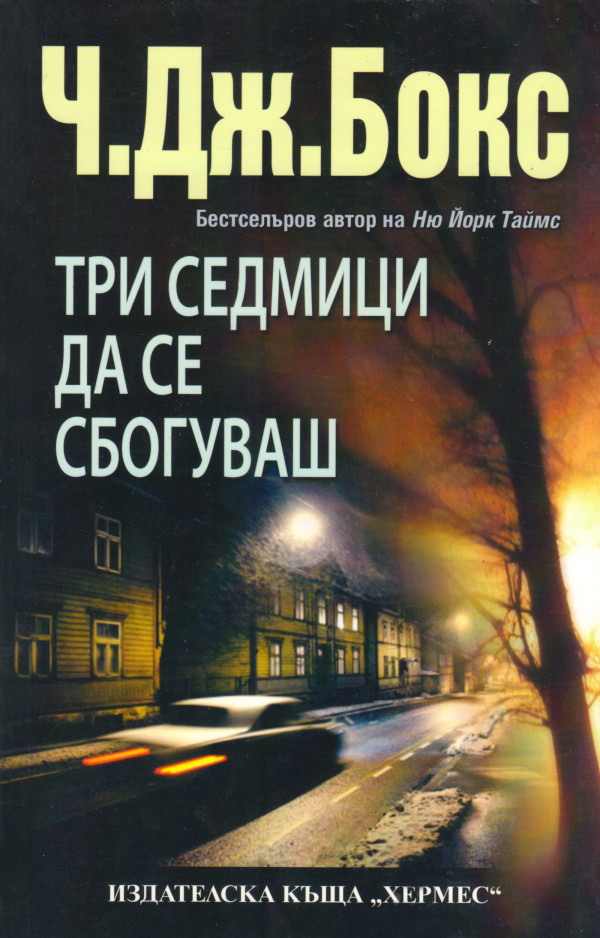 Ч.Дж.Бокс
Бестселъров автор на Ню Йорк Таймс
ТРИ СЕДМИЦИ
ДА СЕ
СБОГУВАШ
ИЗДАТЕЛСКА КЪЩА „ХЕРМЕС“